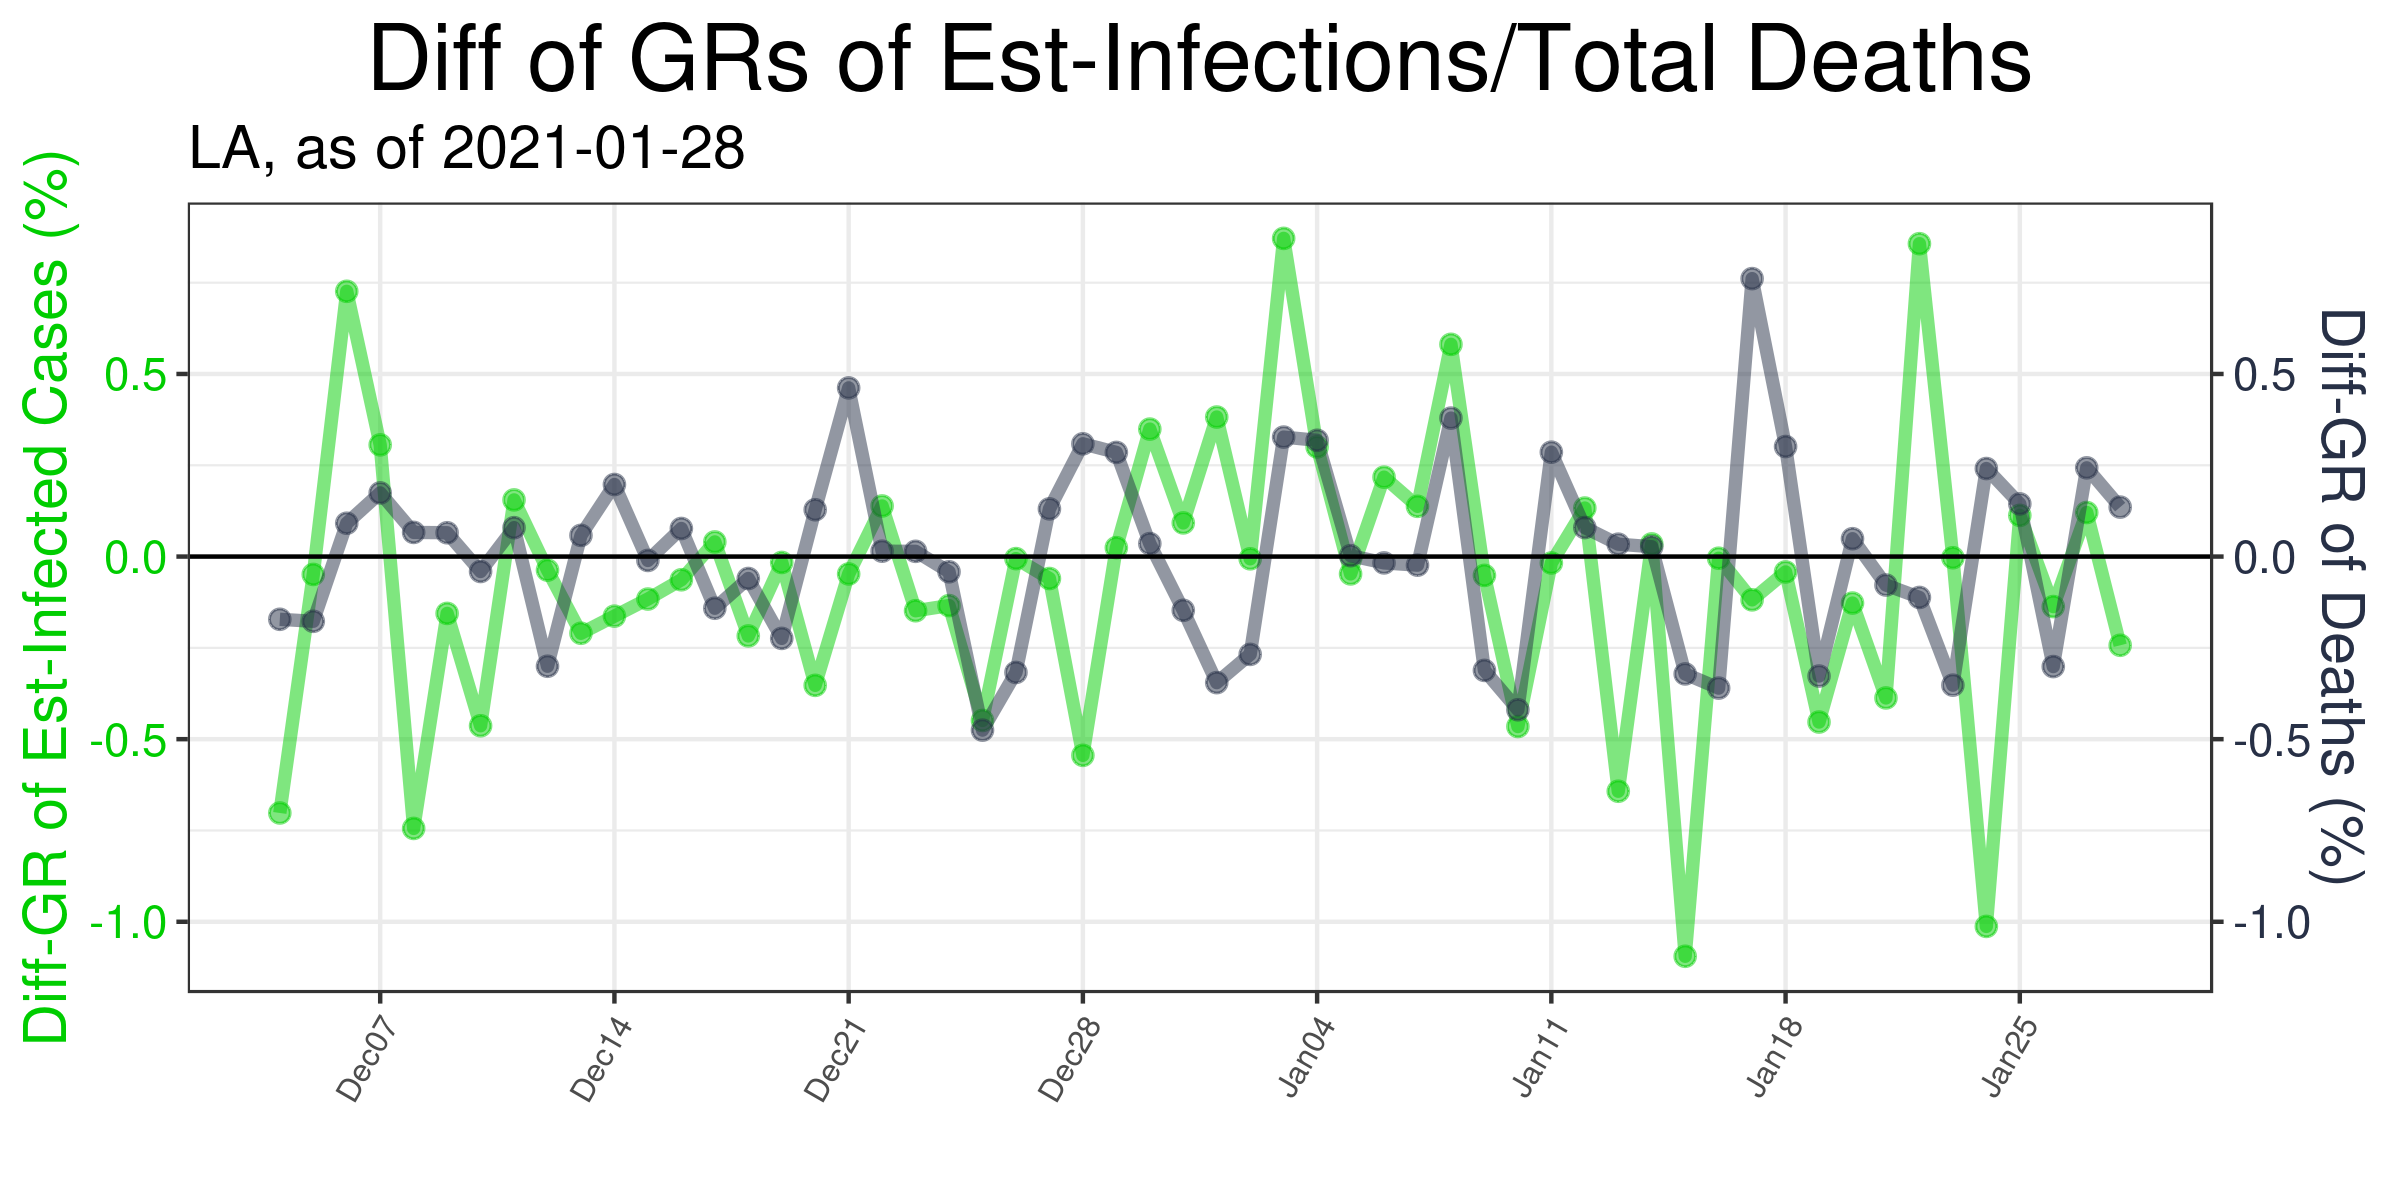 Diff of GRs of Est-Infections/Total Deaths
LA, as of 2021-01-28
Diff-GR of Est-Infected Cases (%)
0.5
0.0
-0.5
-1.0
0.5
0.0
-0.5
-1.0
Diff-GR of Deaths (%)
Dec07
Dec14
Dec21
Dec28
Jan04
Jan11
Jan18
Jan25